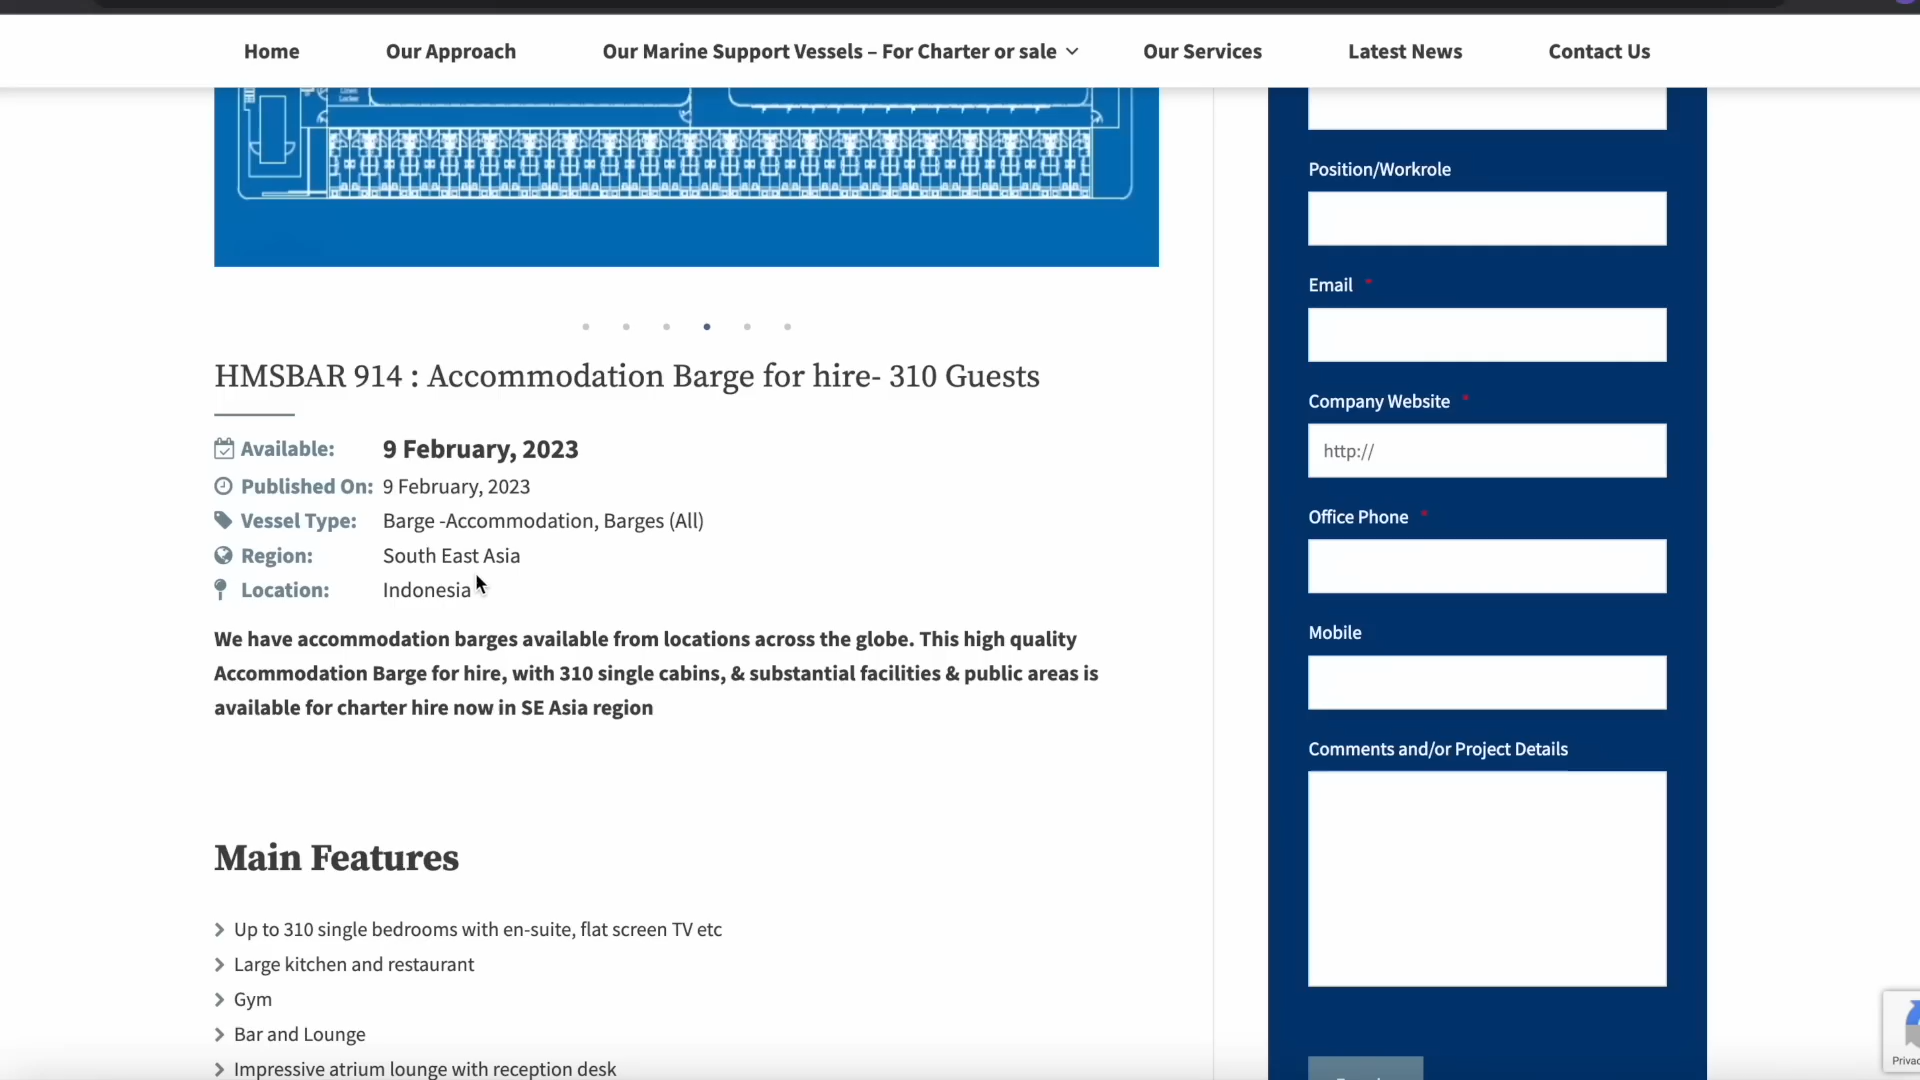 Home Our Approach Our Marine Support Vessels – For Charter or sale Our Services Latest News Contact Us
Linen
Locker
HMSBAR 914 : Accommodation Barge for hire- 310 Guests
Available: 9 February, 2023
Published On: 9 February, 2023
Vessel Type: Barge -Accommodation, Barges (All)
Region: South East Asia
Location: Indonesia
We have accommodation barges available from locations across the globe. This high quality
Accommodation Barge for hire, with 310 single cabins, & substantial facilities & public areas is
available for charter hire now in SE Asia region
Main Features
Up to 310 single bedrooms with en-suite, flat screen TV etc
Large kitchen and restaurant
Gym
Bar and Lounge
Impressive atrium lounge with reception desk
Position/Workrole
Email *
Company Website *
http://
Office Phone *
Mobile
Comments and/or Project Details
Privac